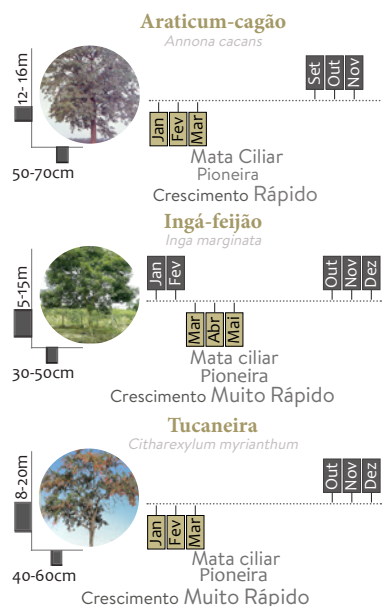 Araticum-cagão
Annona cacans
12- 16m
Set Out Nov
Jan Fev Mar
50-70cm
Mata Ciliar
Pioneira
Crescimento Rápido
Ingá-feijão
Inga marginata
5-15m
Jan Fev Out Nov Dez
Mar Abr Mai
30-50cm
Mata ciliar
Pioneira
Crescimento Muito Rápido
Tucaneira
Citharexylum myrianthum
8-20m
Out Nov Dez
Jan Fev Mar
40-60cm
Mata ciliar
Pioneira
Crescimento Muito Rápido